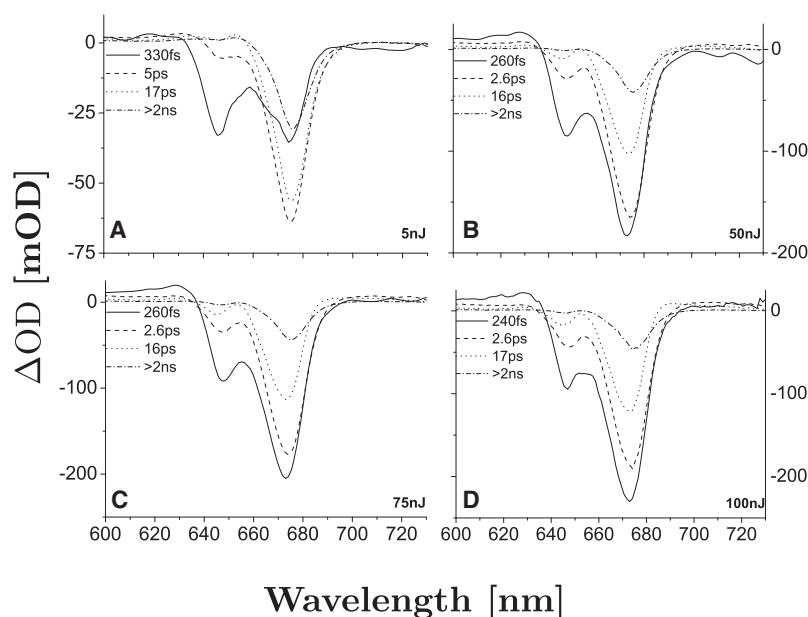 0
-25
-50
-75
330fs
5ps
17ps
>2ns
A
5nJ
0
-100
-200
260fs
2.6ps
16ps
>2ns
B
50nJ
0
-100
-200
260fs
2.6ps
16ps
>2ns
C
75nJ
600 620 640 660 680 700 720
0
-100
-200
240fs
2.6ps
17ps
>2ns
D
100nJ
600 620 640 660 680 700 720
ΔOD [mOD]
Wavelength [nm]